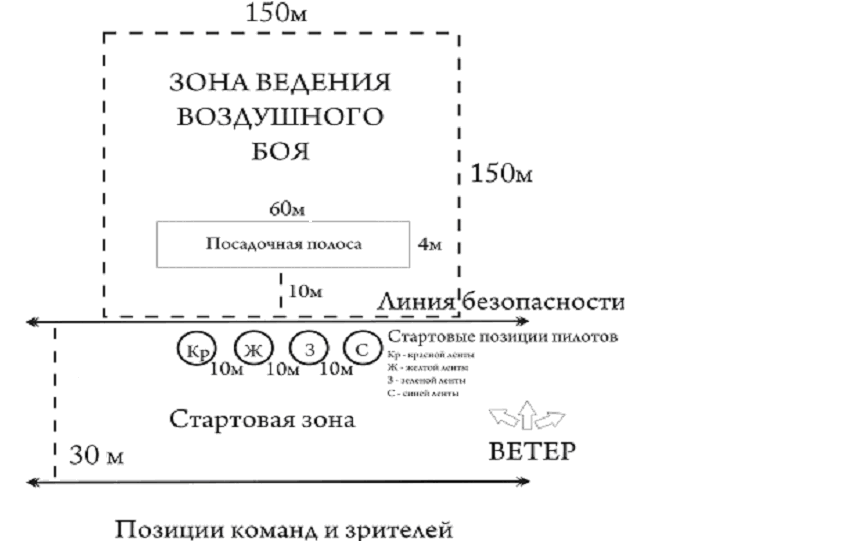 150м
ЗОНА ВЕДЕНИЯ
ВОЗДУШНОГО
БОЯ
150м
60м
Посадочная полоса
4м
10м
Линия безопасности
Кр
Ж
З
С
10м
10м
10м
Стартовые позиции пилотов
Кр - красной ленты
Ж - желтой ленты
З - зеленой ленты
С - синей ленты
Стартовая зона
30 м
ВЕТЕР
Позиции команд и зрителей